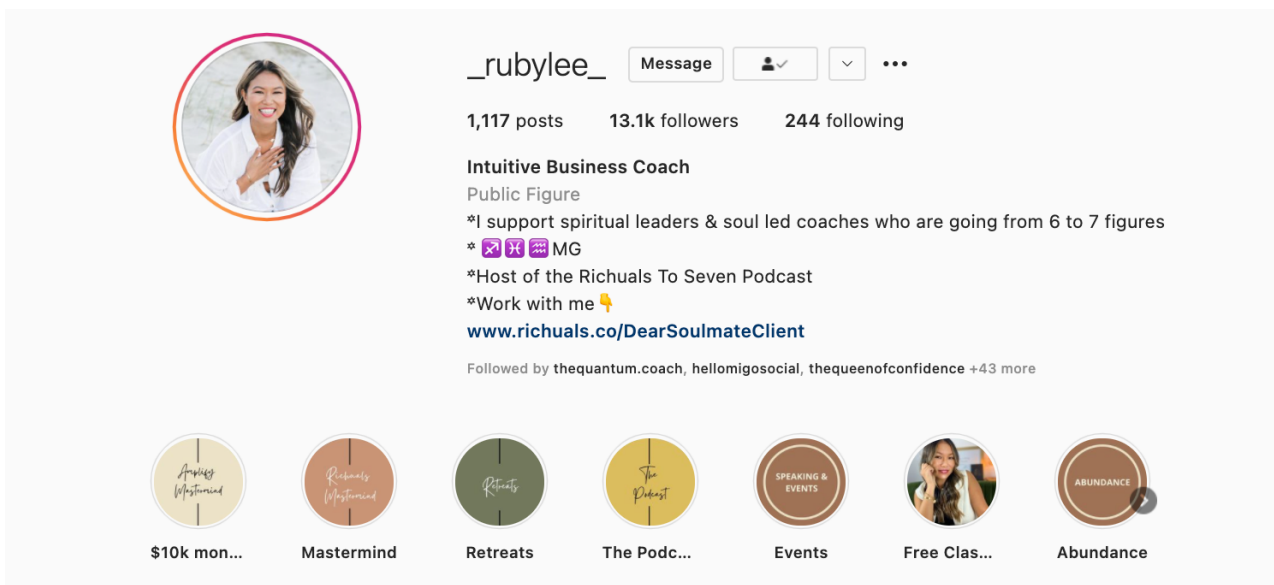 _rubylee_ Message
1,117 posts 13.1k followers 244 following
Intuitive Business Coach
Public Figure
*I support spiritual leaders & soul led coaches who are going from 6 to 7 figures
* ♐♓♒MG
*Host of the Richuals To Seven Podcast
*Work with me👇
www.richuals.co/DearSoulmateClient
Followed by thequantum.coach, hellomigosocial, thequeenofconfidence +43 more
Amplify
Mastermind
Richuals
Mastermind
Retreats
The
Podcast
SPEAKING &
EVENTS
ABUNDANCE
$10k mon... Mastermind Retreats The Podc... Events Free Clas... Abundance